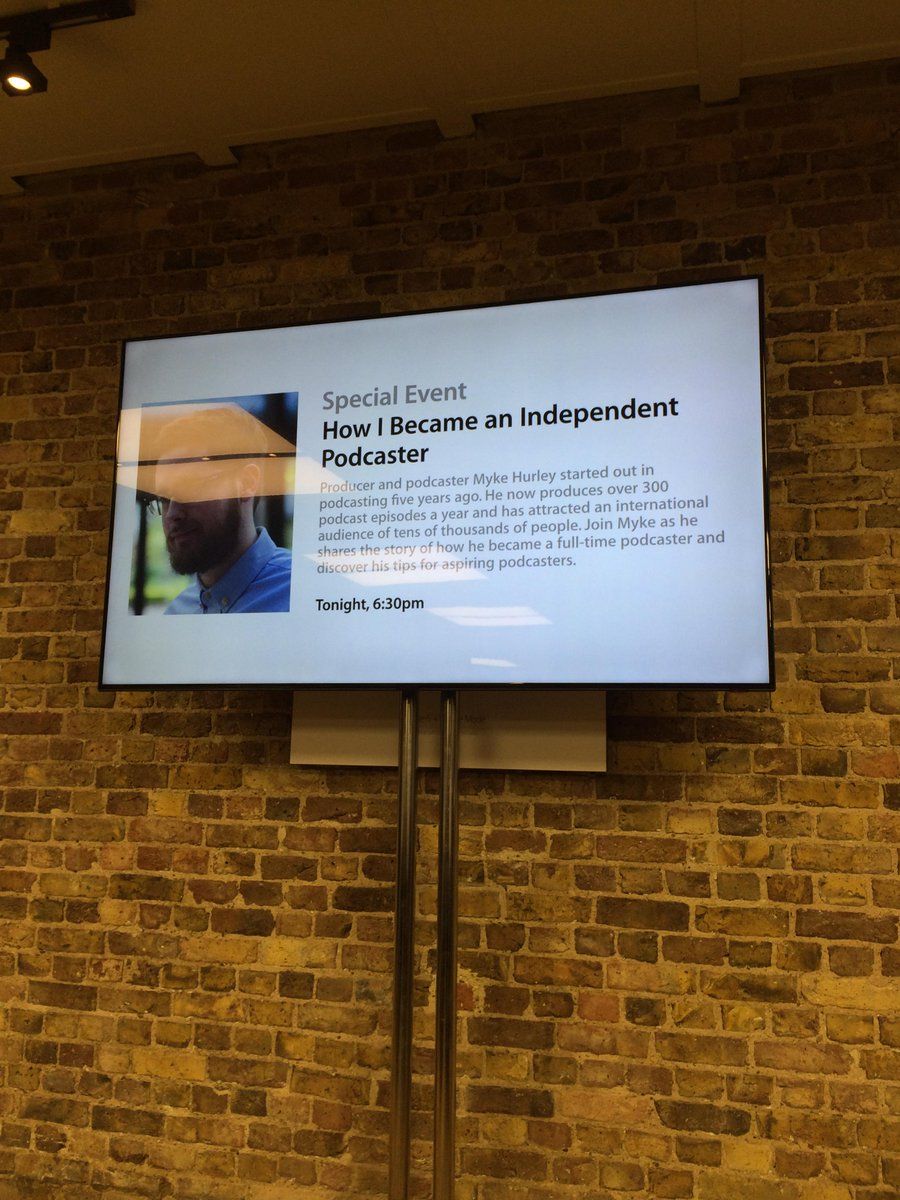 Special Event
How I Became an Independent
Podcaster
Producer and podcaster Myke Hurley started out in
podcasting five years ago. He now produces over 300
podcast episodes a year and has attracted an international
audience of tens of thousands of people. Join Myke as he
shares the story of how he became a full-time podcaster and
discover his tips for aspiring podcasters.
Tonight, 6:30pm